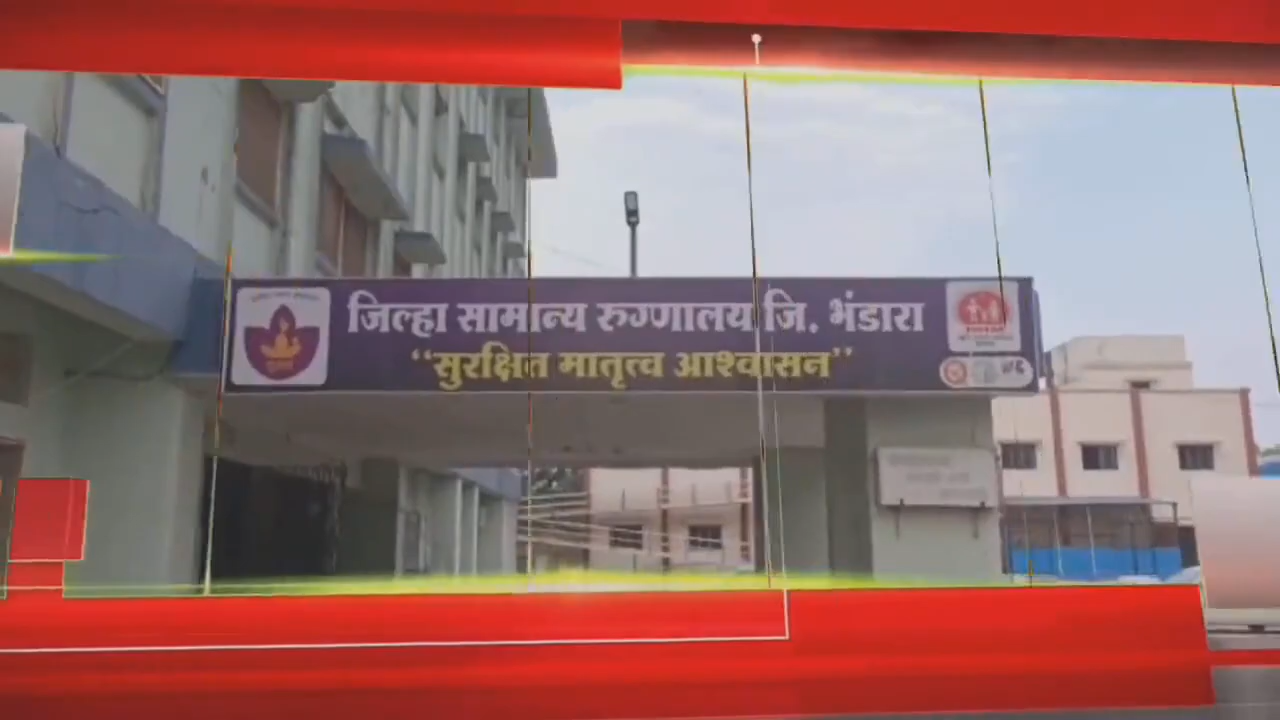 जिल्हा सामान्य रुग्णालय जि. भंडारा
“सुरक्षित मातृत्व आश्वासन”